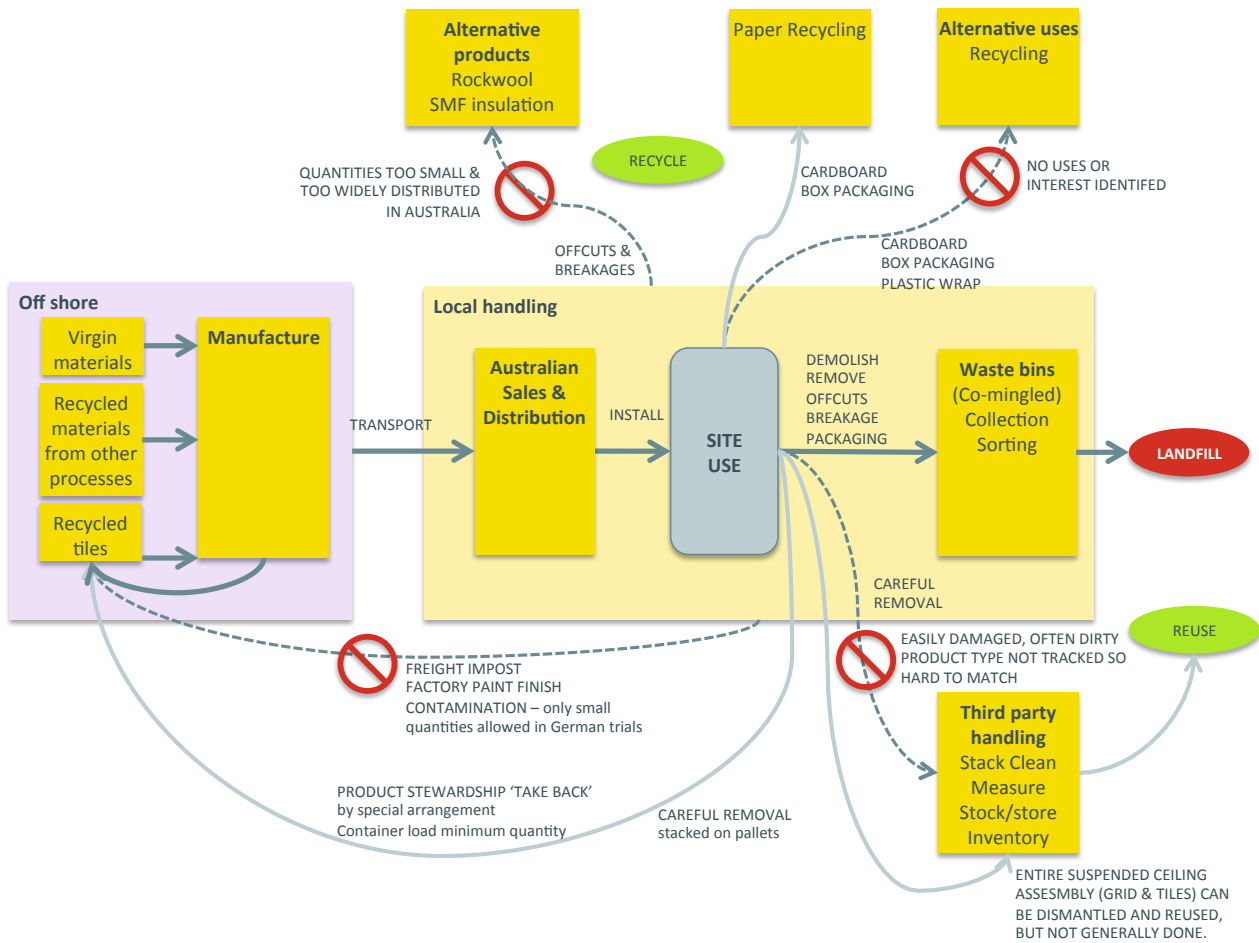 Alternative
products
Rockwool
SMF insulation
Paper Recycling
Alternative uses
Recycling
RECYCLE
QUANTITIES TOO SMALL &
TOO WIDELY DISTRIBUTED
IN AUSTRALIA
CARDBOARD
BOX PACKAGING
NO USES OR
INTEREST IDENTIFED
OFFCUTS &
BREAKAGES
CARDBOARD
BOX PACKAGING
PLASTIC WRAP
Off shore
Virgin
materials
Recycled
materials
from other
processes
Recycled
tiles
Manufacture
TRANSPORT
Local handling
Australian
Sales &
Distribution
INSTALL
SITE
USE
DEMOLISH
REMOVE
OFFCUTS
BREAKAGE
PACKAGING
Waste bins
(Co-mingled)
Collection
Sorting
LANDFILL
CAREFUL
REMOVAL
REUSE
EASILY DAMAGED, OFTEN DIRTY
PRODUCT TYPE NOT TRACKED SO
HARD TO MATCH
FREIGHT IMPOST
FACTORY PAINT FINISH
CONTAMINATION – only small
quantities allowed in German trials
Third party
handling
Stack Clean
Measure
Stock/store
Inventory
PRODUCT STEWARDSHIP ‘TAKE BACK’
by special arrangement
Container load minimum quantity
CAREFUL REMOVAL
stacked on pallets
ENTIRE SUSPENDED CEILING
ASSESMBLY (GRID & TILES) CAN
BE DISMANTLED AND REUSED,
BUT NOT GENERALLY DONE.